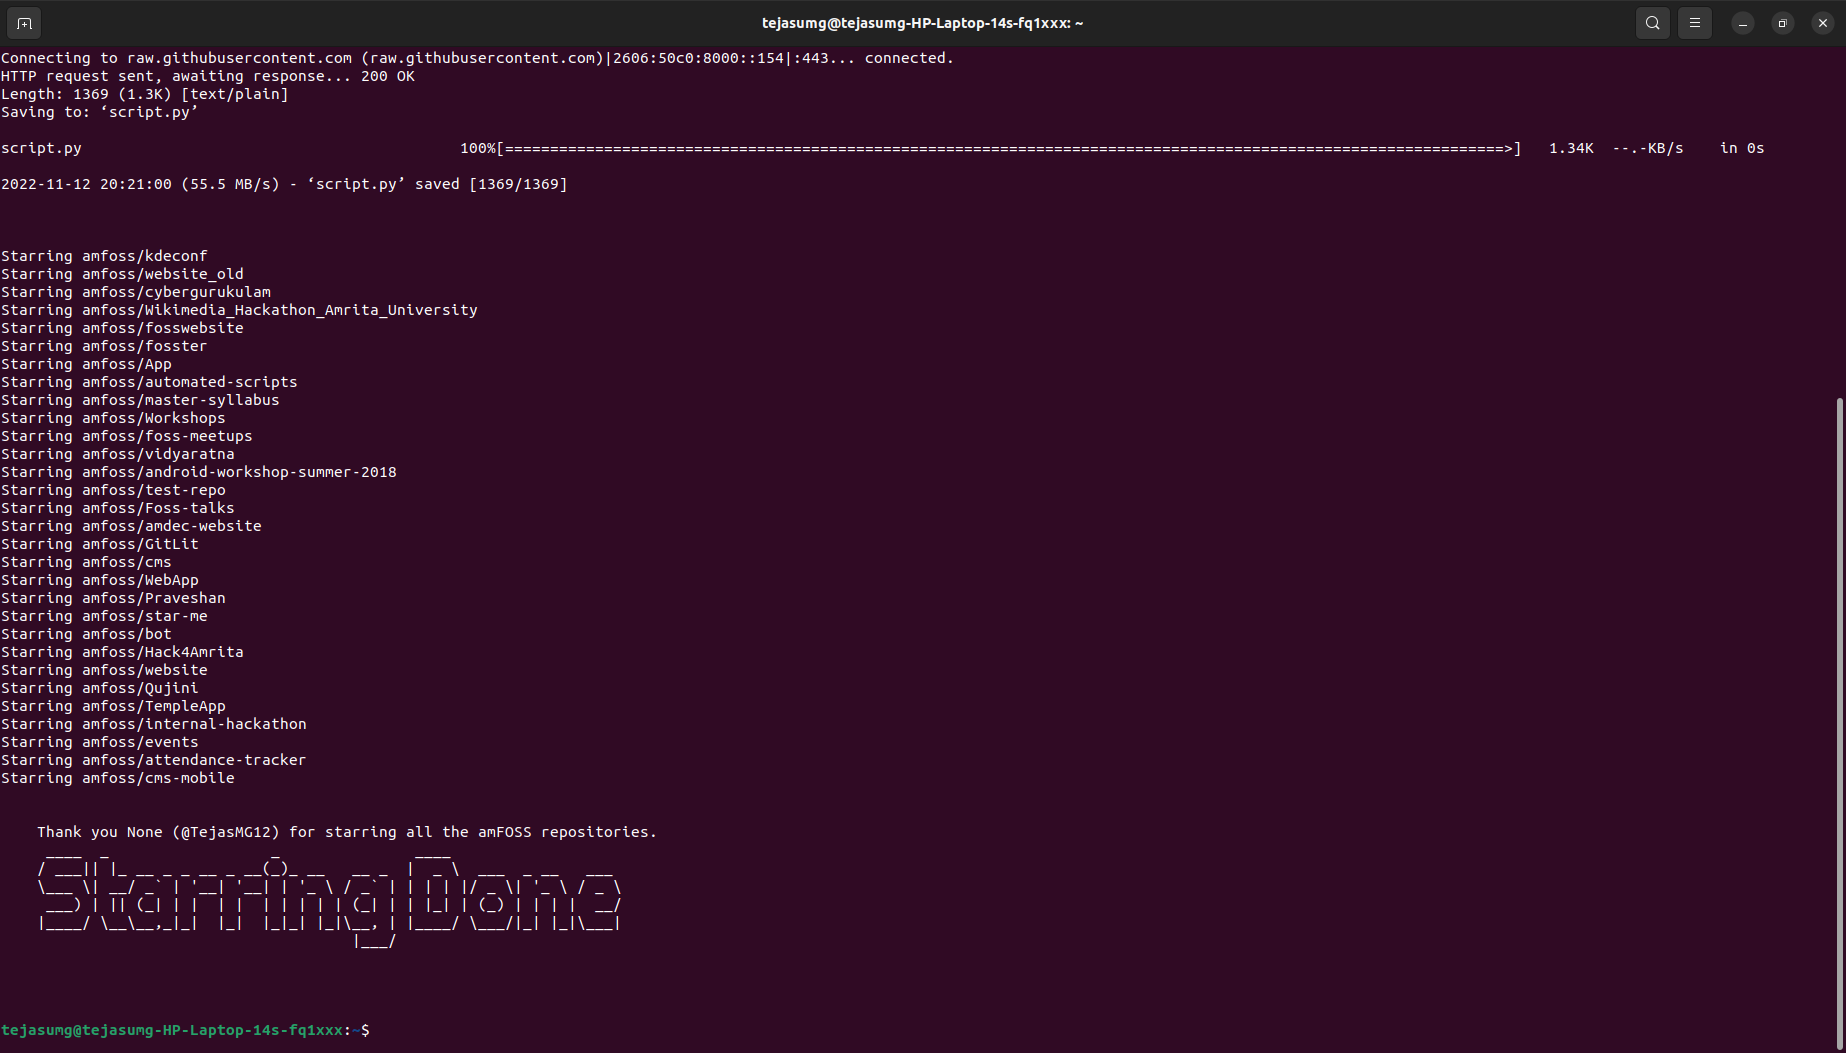 tejasumg@tejasumg-HP-Laptop-14s-fq1xxx: ~
Connecting to raw.githubusercontent.com (raw.githubusercontent.com)|2606:50c0:8000::154|:443... connected.
HTTP request sent, awaiting response... 200 OK
Length: 1369 (1.3K) [text/plain]
Saving to: ‘script.py’
script.py 100%[===============================================================================================================>] 1.34K --.-KB/s in 0s
2022-11-12 20:21:00 (55.5 MB/s) - ‘script.py’ saved [1369/1369]
Starring amfoss/kdeconf
Starring amfoss/website_old
Starring amfoss/cybergurukulam
Starring amfoss/Wikimedia_Hackathon_Amrita_University
Starring amfoss/fosswebsite
Starring amfoss/fosster
Starring amfoss/App
Starring amfoss/automated-scripts
Starring amfoss/master-syllabus
Starring amfoss/Workshops
Starring amfoss/foss-meetups
Starring amfoss/vidyaratna
Starring amfoss/android-workshop-summer-2018
Starring amfoss/test-repo
Starring amfoss/Foss-talks
Starring amfoss/amdec-website
Starring amfoss/GitLit
Starring amfoss/cms
Starring amfoss/WebApp
Starring amfoss/Praveshan
Starring amfoss/star-me
Starring amfoss/bot
Starring amfoss/Hack4Amrita
Starring amfoss/website
Starring amfoss/Qujini
Starring amfoss/TempleApp
Starring amfoss/internal-hackathon
Starring amfoss/events
Starring amfoss/attendance-tracker
Starring amfoss/cms-mobile
Thank you None (@TejasMG12) for starring all the amFOSS repositories.
StarringDone
tejasumg@tejasumg-HP-Laptop-14s-fq1xxx:~$